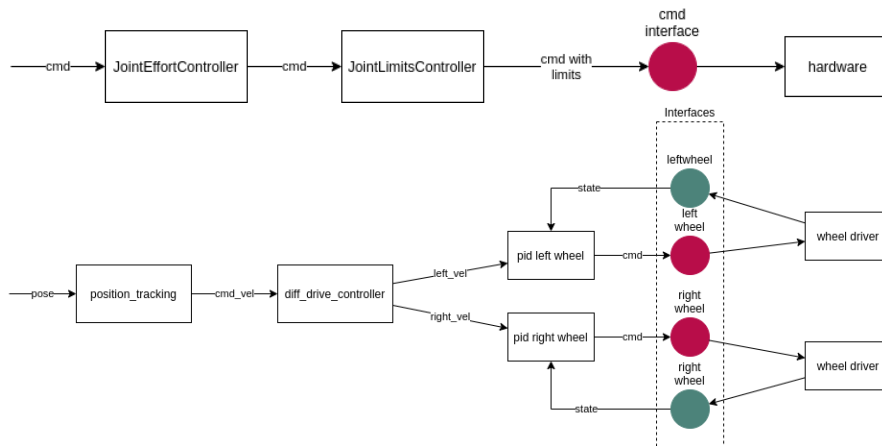 cmd
interface
cmd
JointEffortController
cmd
JointLimitsController
cmd with
limits
hardware
Interfaces
leftwheel
state
left
wheel
pid left wheel
cmd
wheel driver
left_vel
pose
position_tracking
cmd_vel
diff_drive_controller
right_vel
right
wheel
pid right wheel
cmd
wheel driver
right
wheel
state